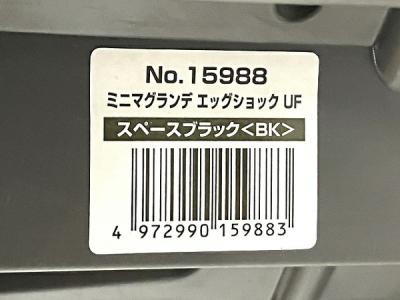 No.15988
ミニマグランデ エッグショック UF
スペースブラック<BK>
4 972990 159883